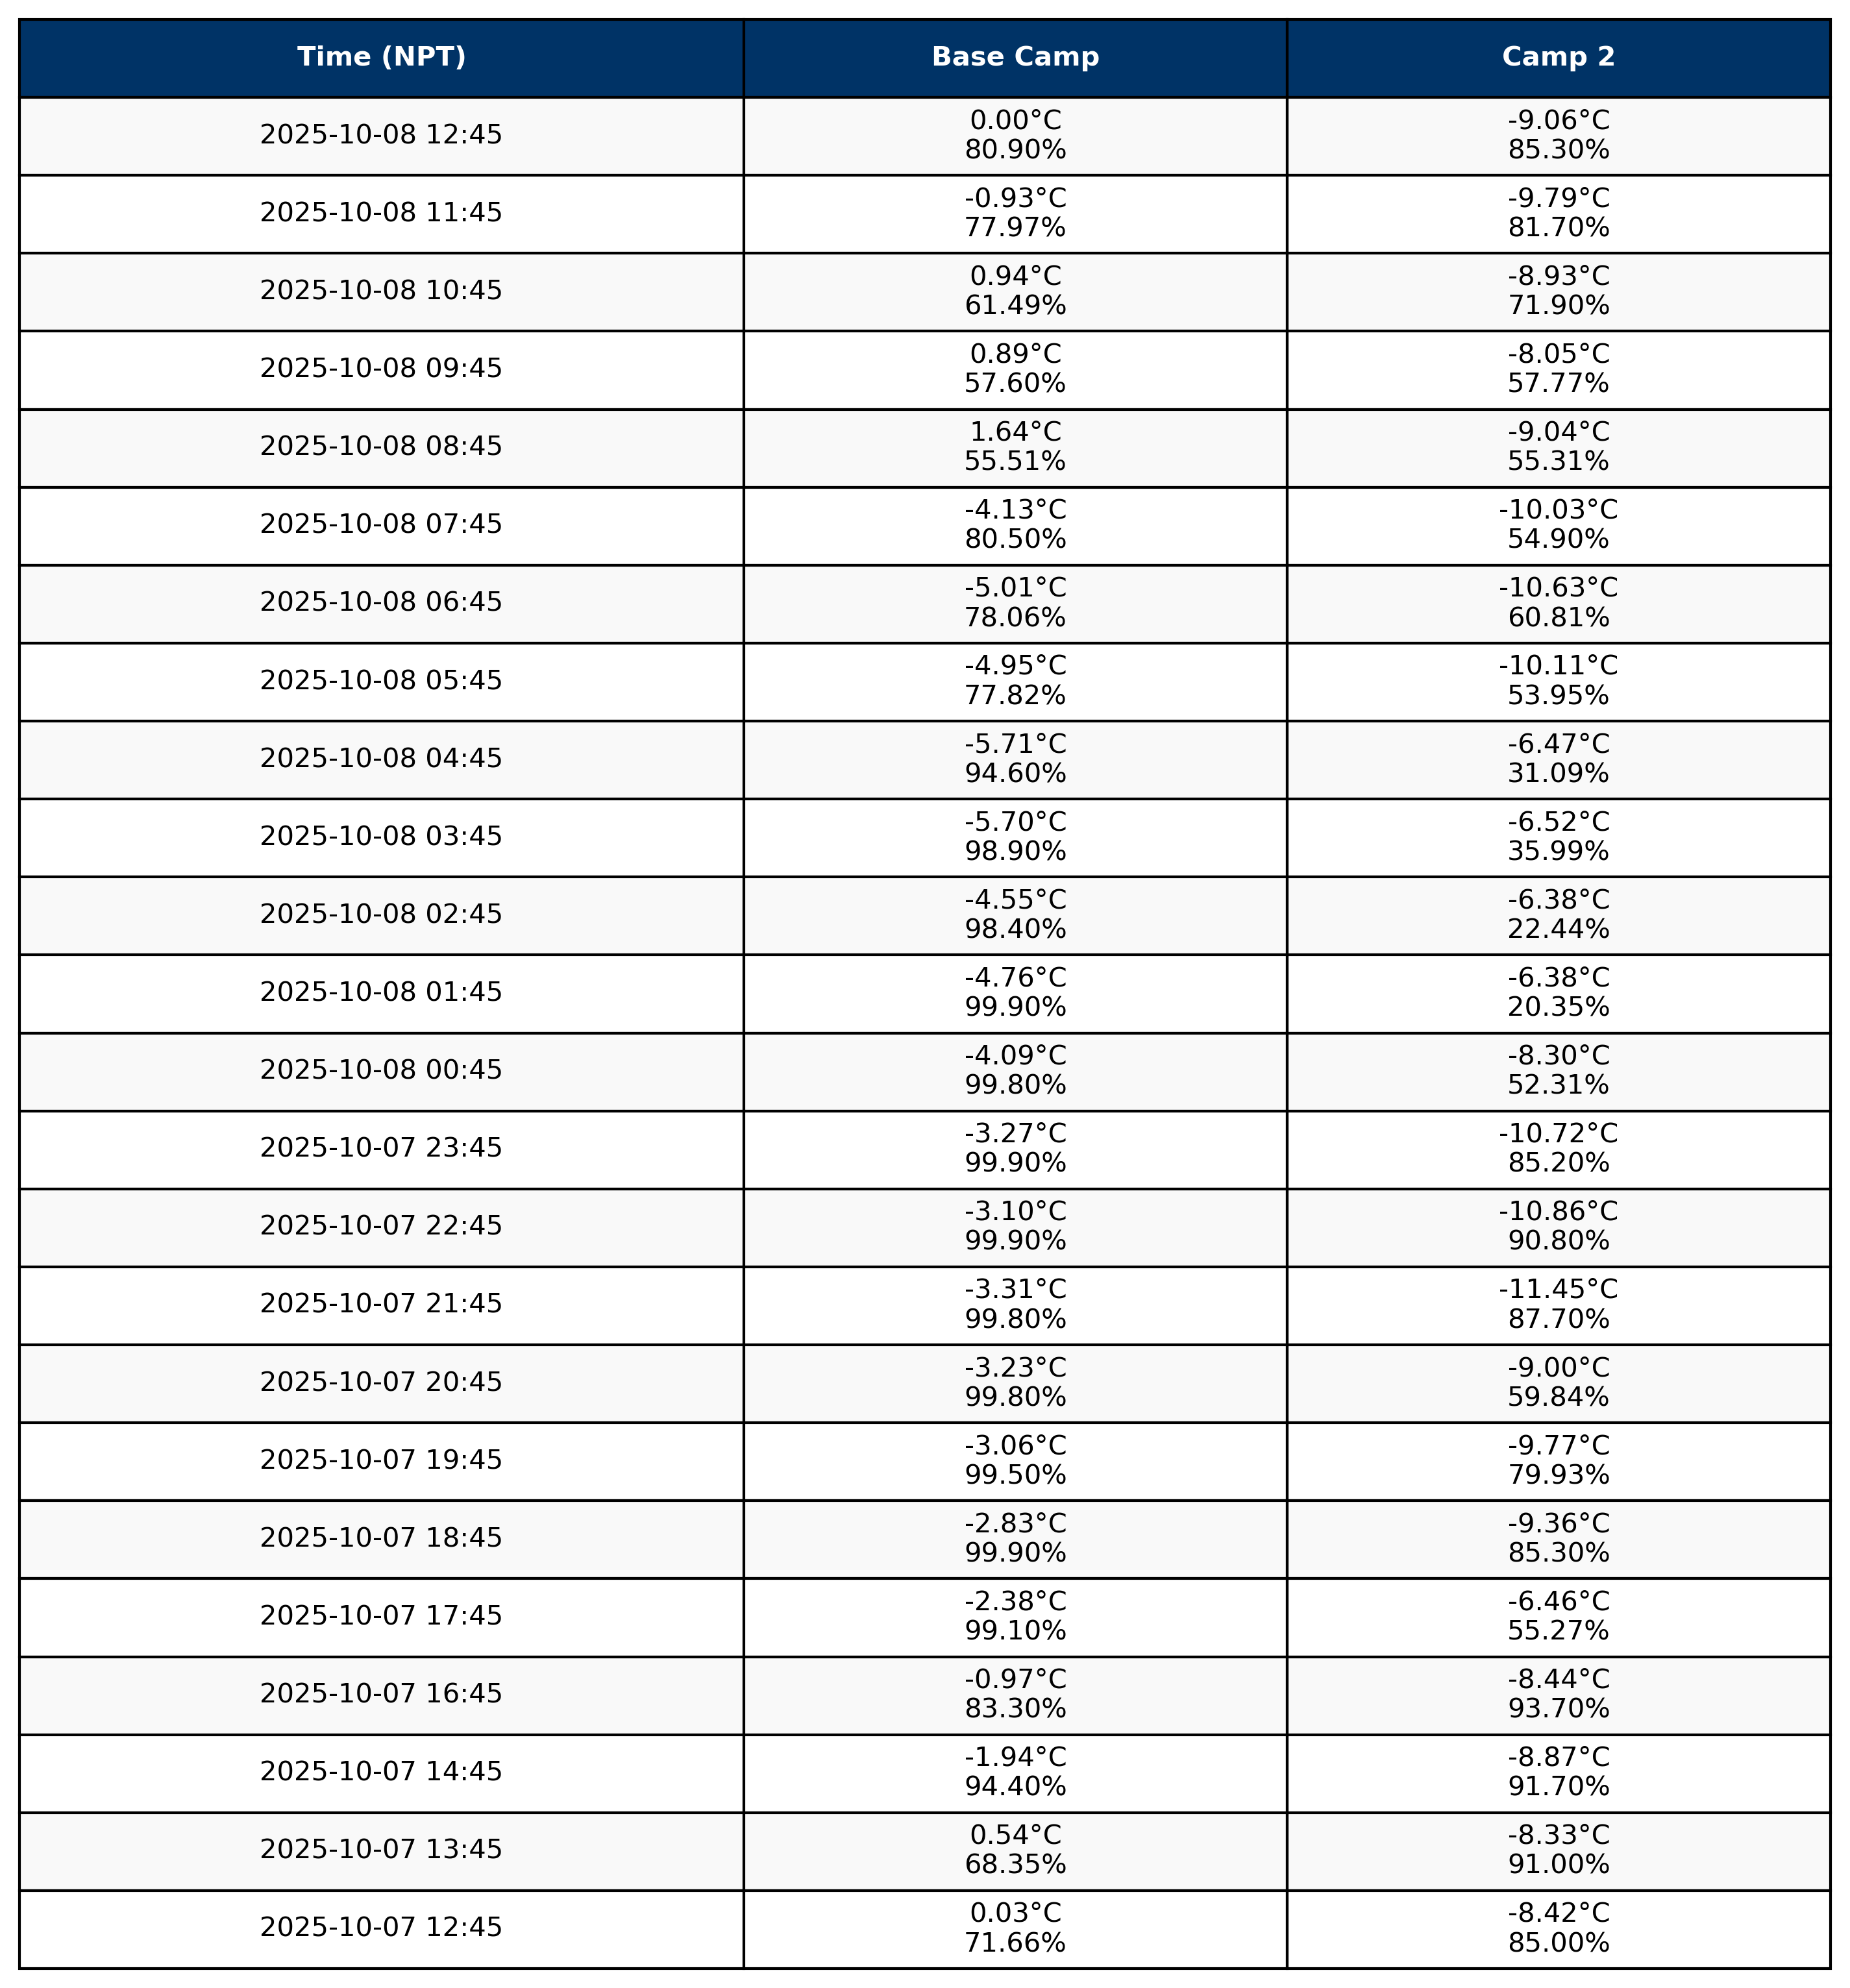 Time (NPT) Base Camp Camp 2
2025-10-08 12:45 0.00°C -9.06°C
80.90% 85.30%
2025-10-08 11:45 -0.93°C -9.79°C
77.97% 81.70%
2025-10-08 10:45 0.94°C -8.93°C
61.49% 71.90%
2025-10-08 09:45 0.89°C -8.05°C
57.60% 57.77%
2025-10-08 08:45 1.64°C -9.04°C
55.51% 55.31%
2025-10-08 07:45 -4.13°C -10.03°C
80.50% 54.90%
2025-10-08 06:45 -5.01°C -10.63°C
78.06% 60.81%
2025-10-08 05:45 -4.95°C -10.11°C
77.82% 53.95%
2025-10-08 04:45 -5.71°C -6.47°C
94.60% 31.09%
2025-10-08 03:45 -5.70°C -6.52°C
98.90% 35.99%
2025-10-08 02:45 -4.55°C -6.38°C
98.40% 22.44%
2025-10-08 01:45 -4.76°C -6.38°C
99.90% 20.35%
2025-10-08 00:45 -4.09°C -8.30°C
99.80% 52.31%
2025-10-07 23:45 -3.27°C -10.72°C
99.90% 85.20%
2025-10-07 22:45 -3.10°C -10.86°C
99.90% 90.80%
2025-10-07 21:45 -3.31°C -11.45°C
99.80% 87.70%
2025-10-07 20:45 -3.23°C -9.00°C
99.80% 59.84%
2025-10-07 19:45 -3.06°C -9.77°C
99.50% 79.93%
2025-10-07 18:45 -2.83°C -9.36°C
99.90% 85.30%
2025-10-07 17:45 -2.38°C -6.46°C
99.10% 55.27%
2025-10-07 16:45 -0.97°C -8.44°C
83.30% 93.70%
2025-10-07 14:45 -1.94°C -8.87°C
94.40% 91.70%
2025-10-07 13:45 0.54°C -8.33°C
68.35% 91.00%
2025-10-07 12:45 0.03°C -8.42°C
71.66% 85.00%